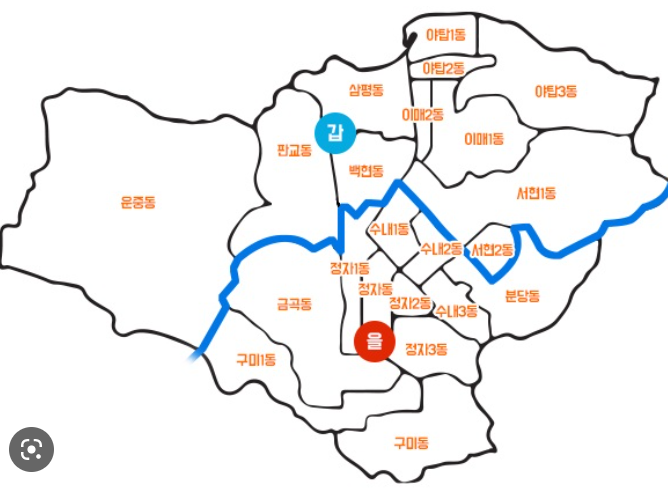 야탑1동
야탑2동
삼평동
야탑3동
이매2동
갑
이매1동
판교동
백현동
서현1동
운중동
수내1동
수내2동
서현2동
정자1동
정자동
분당동
금곡동
정자2동
수내3동
을
정자3동
구미1동
구미동